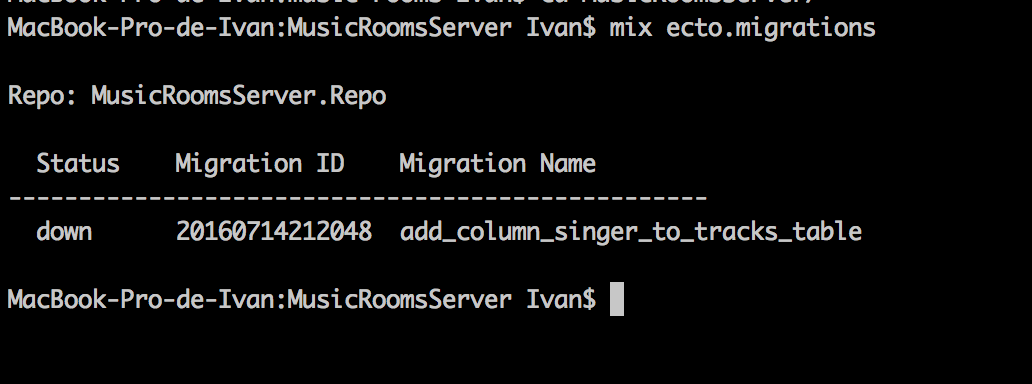 MacBook-Pro-de-Ivan:MusicRoomsServer Ivan$ mix ecto.migrations
Repo: MusicRoomsServer.Repo
Status Migration ID Migration Name
--------------------------------------------------
down 20160714212048 add_column_singer_to_tracks_table
MacBook-Pro-de-Ivan:MusicRoomsServer Ivan$